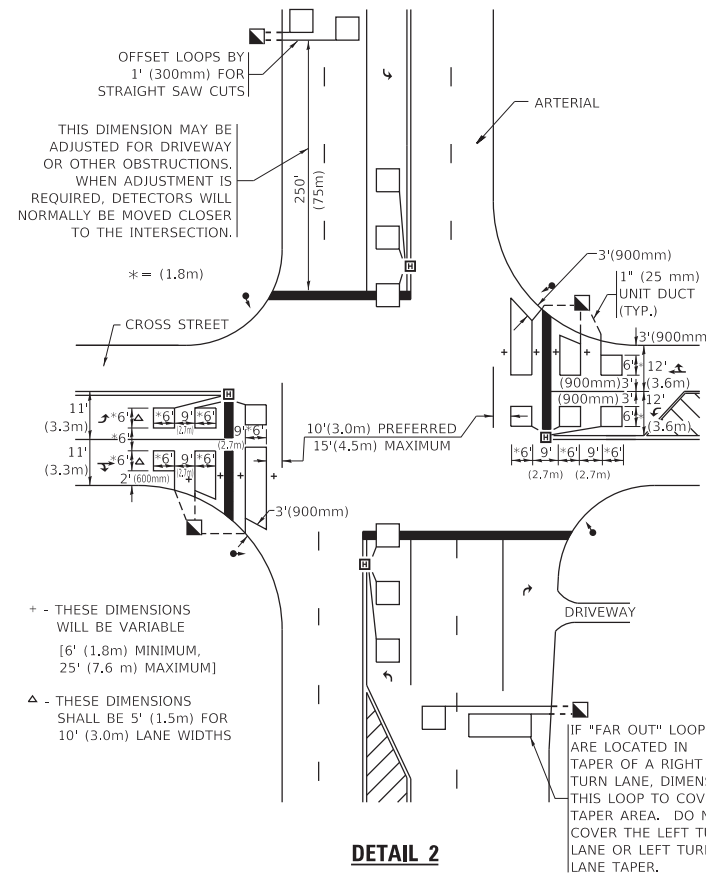 OFFSET LOOPS BY
1' (300mm) FOR
STRAIGHT SAW CUTS
ARTERIAL
THIS DIMENSION MAY BE
ADJUSTED FOR DRIVEWAY
OR OTHER OBSTRUCTIONS.
WHEN ADJUSTMENT IS
REQUIRED, DETECTORS WILL
NORMALLY BE MOVED CLOSER
TO THE INTERSECTION.
250'
(75m)
*= (1.8m)
3'(900mm)
1" (25 mm)
UNIT DUCT
(TYP.)
H
CROSS STREET
3'(900mm
H
+
+
+
+
6'*
12'
(900mm) 3'
(3.6m)
(900mm) 3'
12'
6'*
(3.6m)
H
*6'
9'
*6'
9'
*6'
(2.7m)
(2.7m)
11'
(3.3m)
*6'
*6'
9'
*6'
(2.7m)
*6'
9'
*6'
(2.7m)
11'
(3.3m)
*6'
*6'
9'
*6'
(2.7m)
2' (600mm)
+
+
+
+
10'(3.0m) PREFERRED
15'(4.5m) MAXIMUM
3'(900mm)
H
DRIVEWAY
+ - THESE DIMENSIONS
WILL BE VARIABLE
[6' (1.8m) MINIMUM,
25' (7.6 m) MAXIMUM]
△ - THESE DIMENSIONS
SHALL BE 5' (1.5m) FOR
10' (3.0m) LANE WIDTHS
IF "FAR OUT" LOOP
ARE LOCATED IN
TAPER OF A RIGHT
TURN LANE, DIMENS
THIS LOOP TO COV
TAPER AREA. DO N
COVER THE LEFT TU
LANE OR LEFT TUR
LANE TAPER.
DETAIL 2